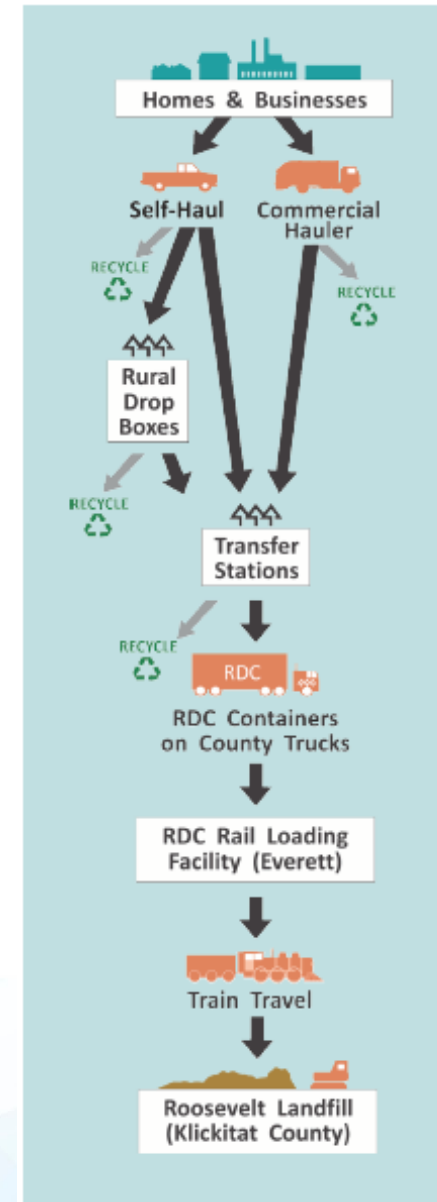 Homes & Businesses
Self-Haul
Commercial
Hauler
RECYCLE
RECYCLE
Rural
Drop
Boxes
RECYCLE
Transfer
Stations
RECYCLE
RDC
RDC Containers
on County Trucks
RDC Rail Loading
Facility (Everett)
Train Travel
Roosevelt Landfill
(Klickitat County)